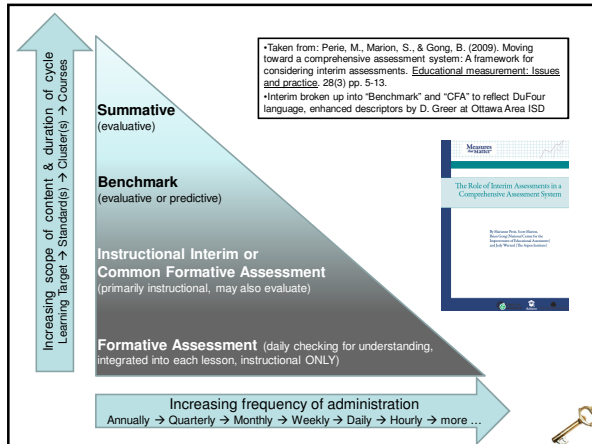 Increasing scope of content & duration of cycle
Learning Target → Standard(s) → Cluster(s) → Courses
•Taken from: Perie, M., Marion, S., & Gong, B. (2009). Moving
toward a comprehensive assessment system: A framework for
considering interim assessments. Educational measurement: Issues
and practice. 28(3) pp. 5-13.
•Interim broken up into “Benchmark” and “CFA” to reflect DuFour
language, enhanced descriptors by D. Greer at Ottawa Area ISD
Summative
(evaluative)
Benchmark
(evaluative or predictive)
Instructional Interim or
Common Formative Assessment
(primarily instructional, may also evaluate)
Formative Assessment (daily checking for understanding,
integrated into each lesson, instructional ONLY)
Measures
that Matter
The Role of Interim Assessments in a
Comprehensive Assessment System
Increasing frequency of administration
Annually → Quarterly → Monthly → Weekly → Daily → Hourly → more ...